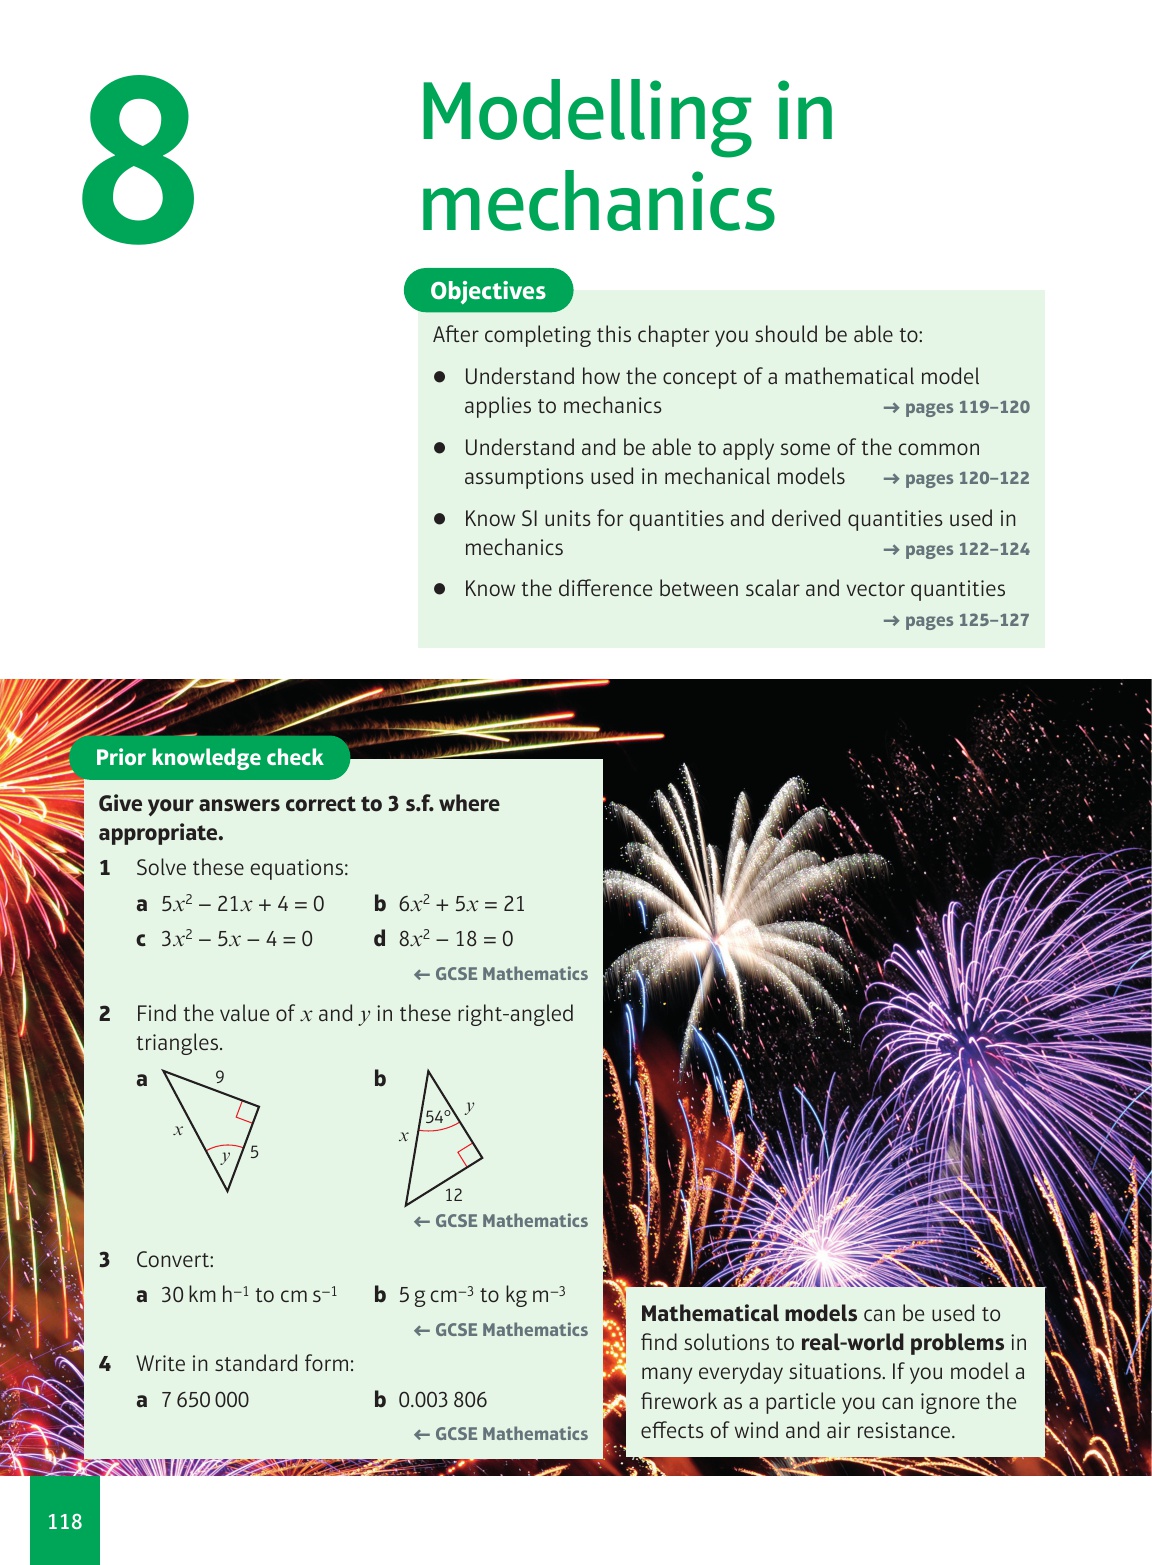 8
Modelling in
mechanics
Objectives
After completing this chapter you should be able to:
● Understand how the concept of a mathematical model
applies to mechanics → pages 119–120
● Understand and be able to apply some of the common
assumptions used in mechanical models → pages 120–122
● Know SI units for quantities and derived quantities used in
mechanics → pages 122–124
● Know the difference between scalar and vector quantities
→ pages 125–127
Prior knowledge check
Give your answers correct to 3 s.f. where
appropriate.
1 Solve these equations:
a 5x² − 21x + 4 = 0 b 6x² + 5x = 21
c 3x² − 5x − 4 = 0 d 8x² − 18 = 0
← GCSE Mathematics
2 Find the value of x and y in these right-angled
triangles.
a 9 x y 5
b 54° y x 12
← GCSE Mathematics
3 Convert:
a 30 km h⁻¹ to cm s⁻¹ b 5 g cm⁻³ to kg m⁻³
← GCSE Mathematics
4 Write in standard form:
a 7 650 000 b 0.003 806
← GCSE Mathematics
Mathematical models can be used to
find solutions to real-world problems in
many everyday situations. If you model a
firework as a particle you can ignore the
effects of wind and air resistance.
118